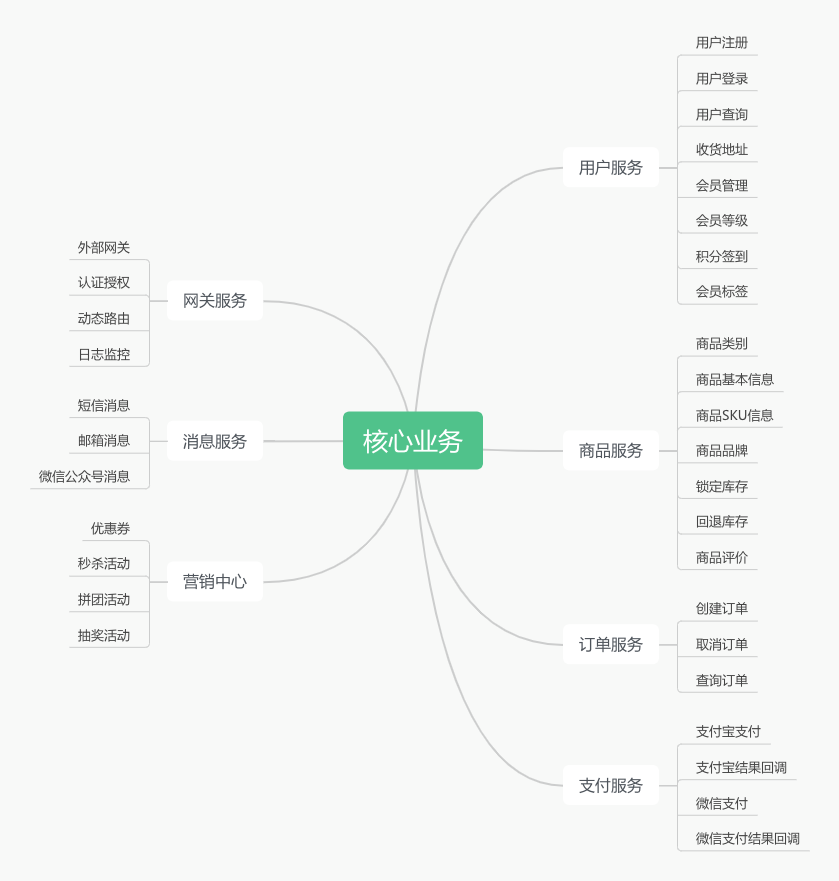 核心业务
用户服务
用户注册
用户登录
用户查询
收货地址
会员管理
会员等级
积分签到
会员标签
商品服务
商品类别
商品基本信息
商品SKU信息
商品品牌
锁定库存
回退库存
商品评价
订单服务
创建订单
取消订单
查询订单
支付服务
支付宝支付
支付宝结果回调
微信支付
微信支付结果回调
网关服务
外部网关
认证授权
动态路由
日志监控
消息服务
短信消息
邮箱消息
微信公众号消息
营销中心
优惠券
秒杀活动
拼团活动
抽奖活动